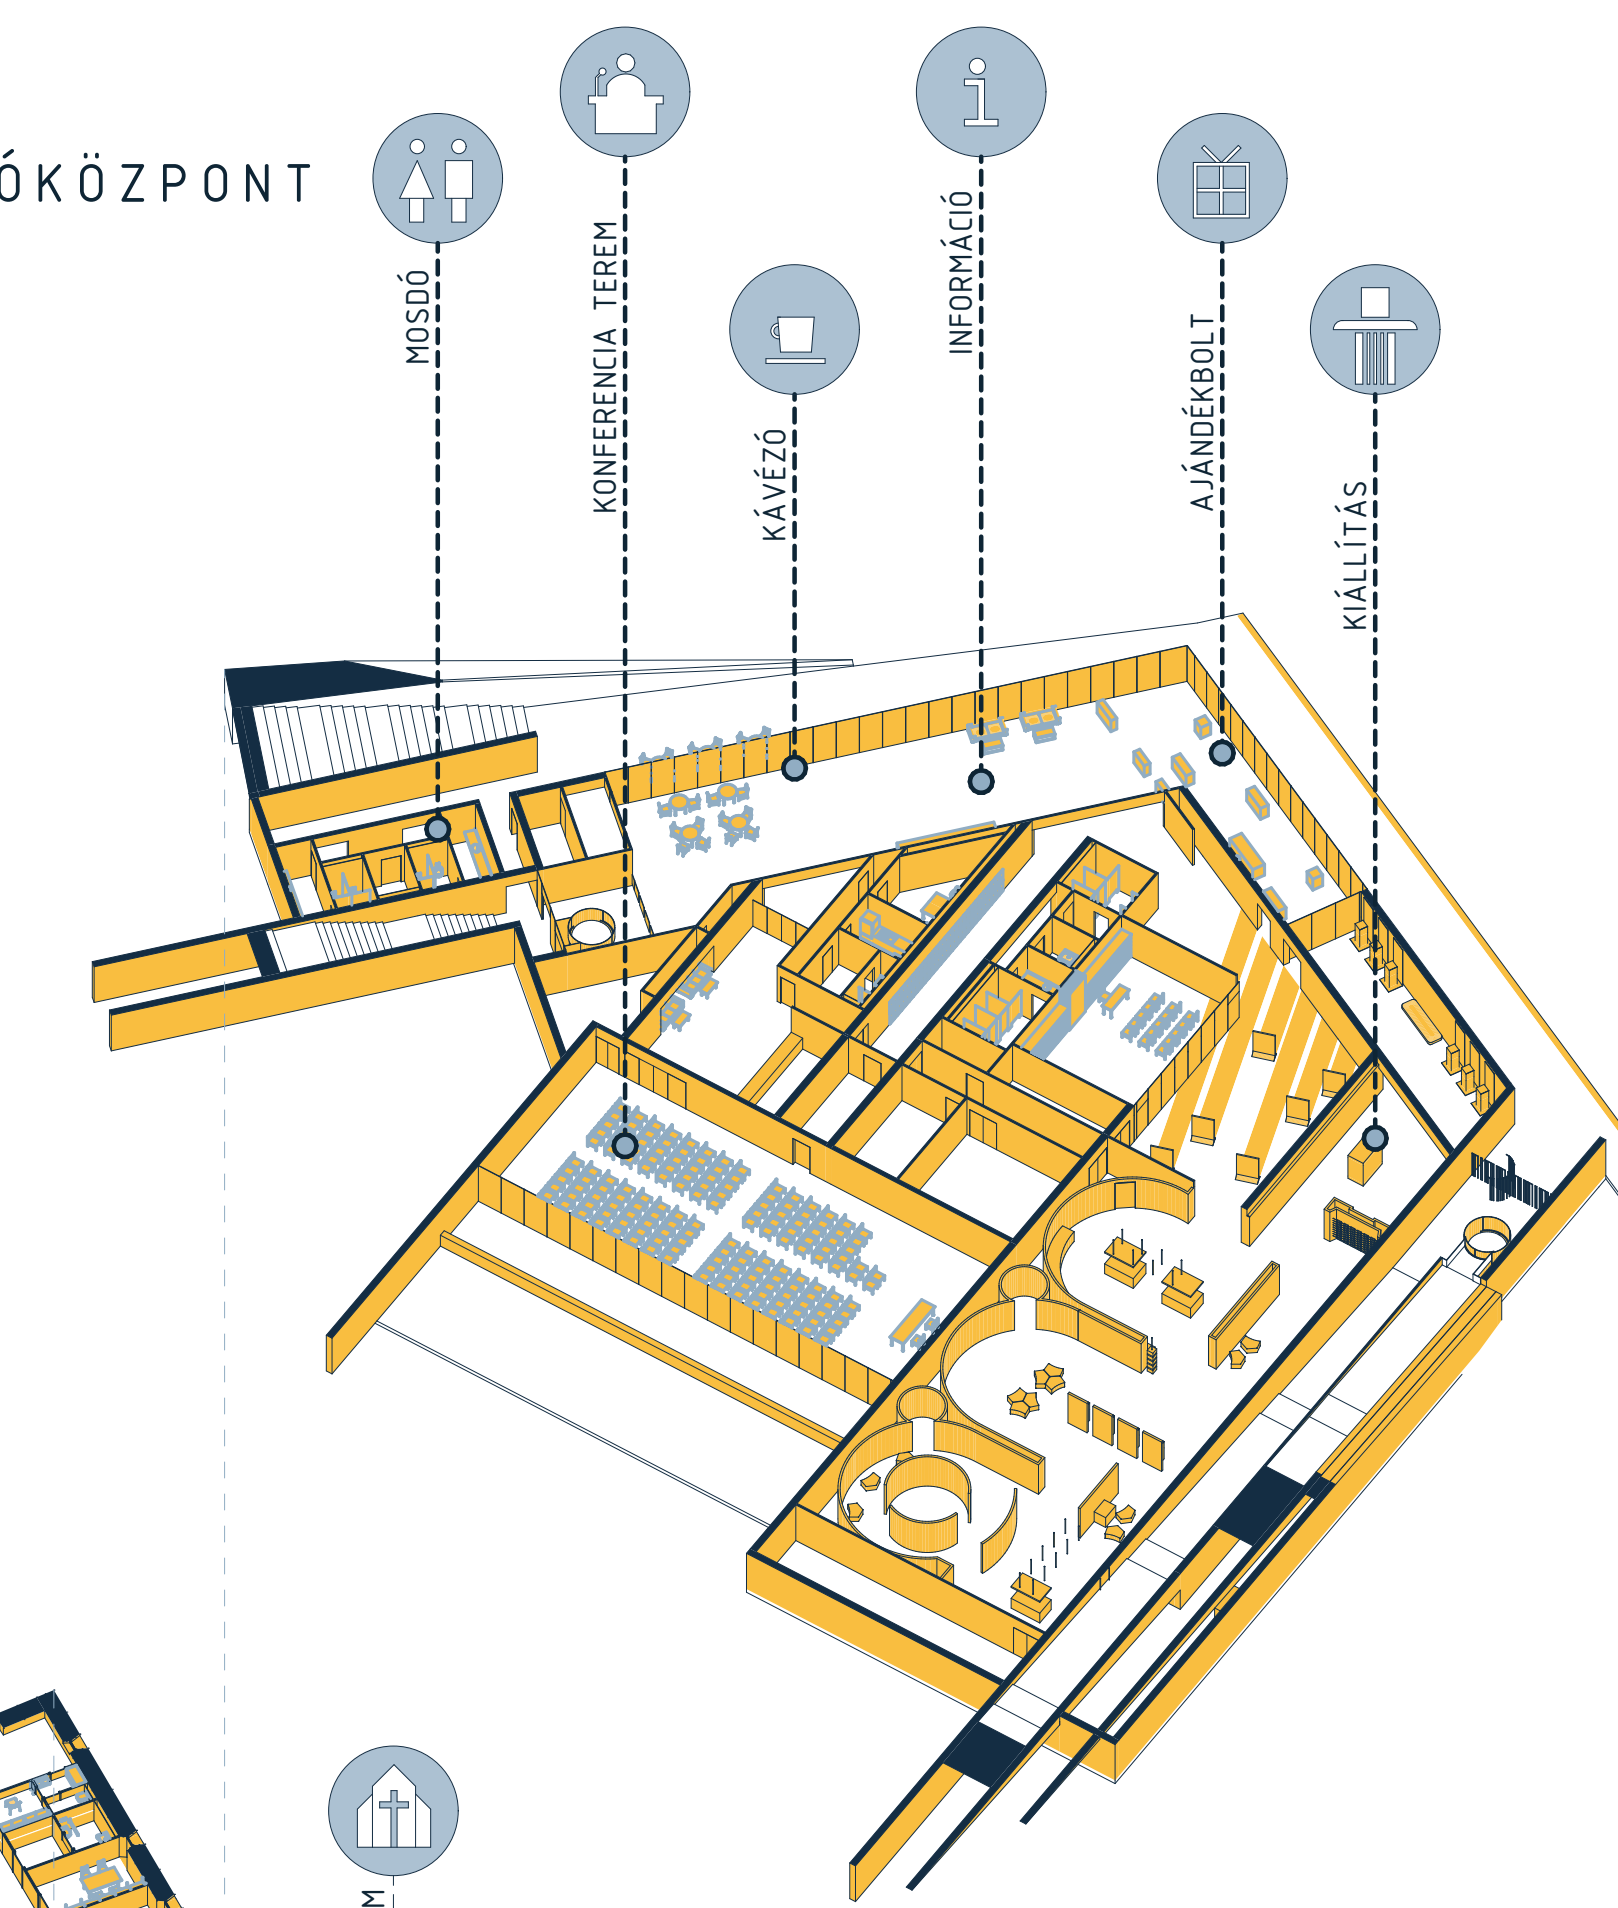 ÓKÖZPONT
MOSDÓ
KONFERENCIA TEREM
KÁVÉZÓ
INFORMÁCIÓ
AJÁNDÉKBOLT
KIÁLLÍTÁS
M